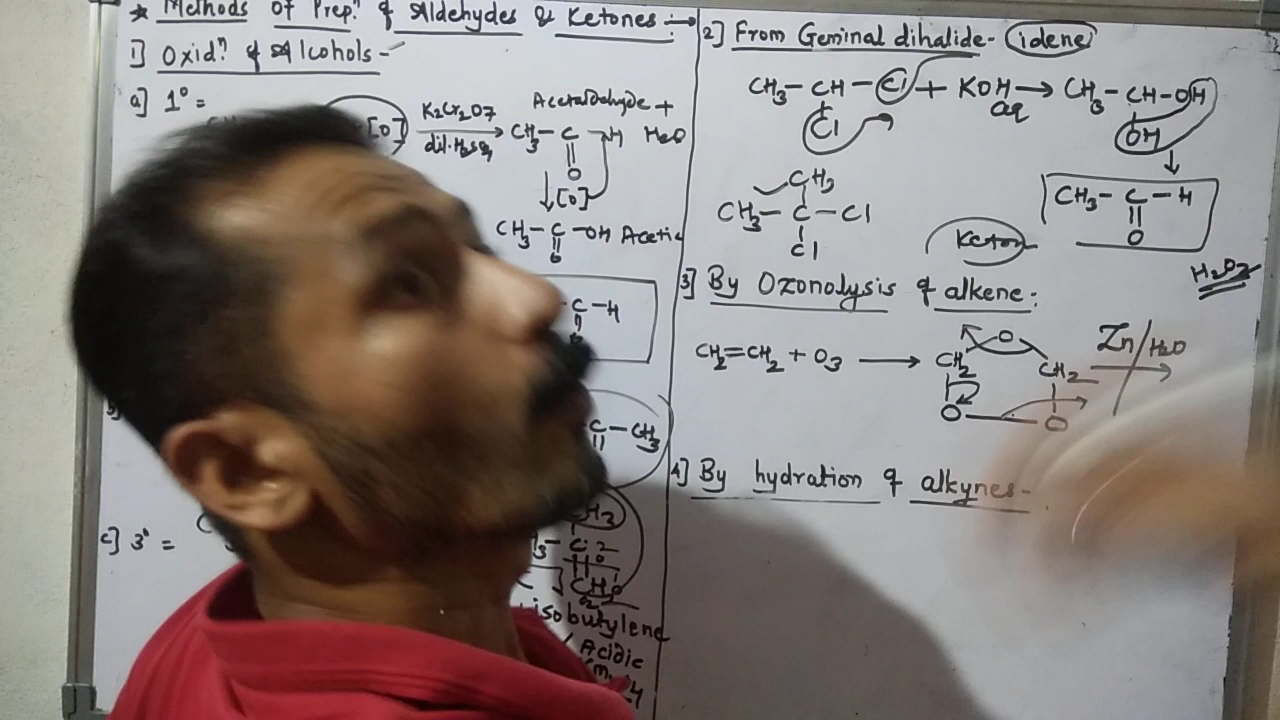 * Methods of Prepⁿ of Aldehydes & Ketones :→
1] Oxidⁿ of Alcohols -
a] 1° =
[O] K₂Cr₂O₇ dil. H₂SO₄ CH₃-C-H Acetaldehyde + H₂O
O
↓[O]
CH₃-C-OH Acetic
O
C-H
O
C-CH₃
c] 3° =
CH₃
C
CH₂
isobutylene
Acidic
2] From Geminal dihalide - idene
CH₃-CH-Cl + KOH → CH₃-CH-OH
aq
Cl OH
↓
CH₃-C-H
O
CH₃
CH₃-C-Cl
Cl
Keton
H₂O₂
3] By Ozonolysis of alkene :
CH₂=CH₂ + O₃ → CH₂ O CH₂ Zn/H₂O →
O-O
4] By hydration of alkynes -